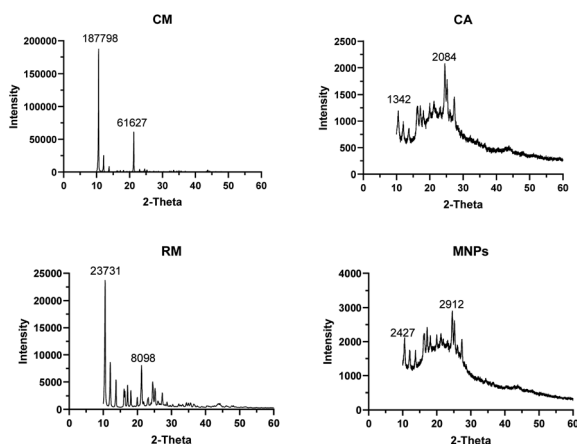 CM
187798
61627
200000
150000
100000
50000
0
Intensity
0 10 20 30 40 50 60
2-Theta
CA
2084
1342
2500
2000
1500
1000
500
0
Intensity
0 10 20 30 40 50 60
2-Theta
RM
23731
8098
25000
20000
15000
10000
5000
0
Intensity
0 10 20 30 40 50 60
2-Theta
MNPs
2912
2427
4000
3000
2000
1000
0
Intensity
0 10 20 30 40 50 60
2-Theta